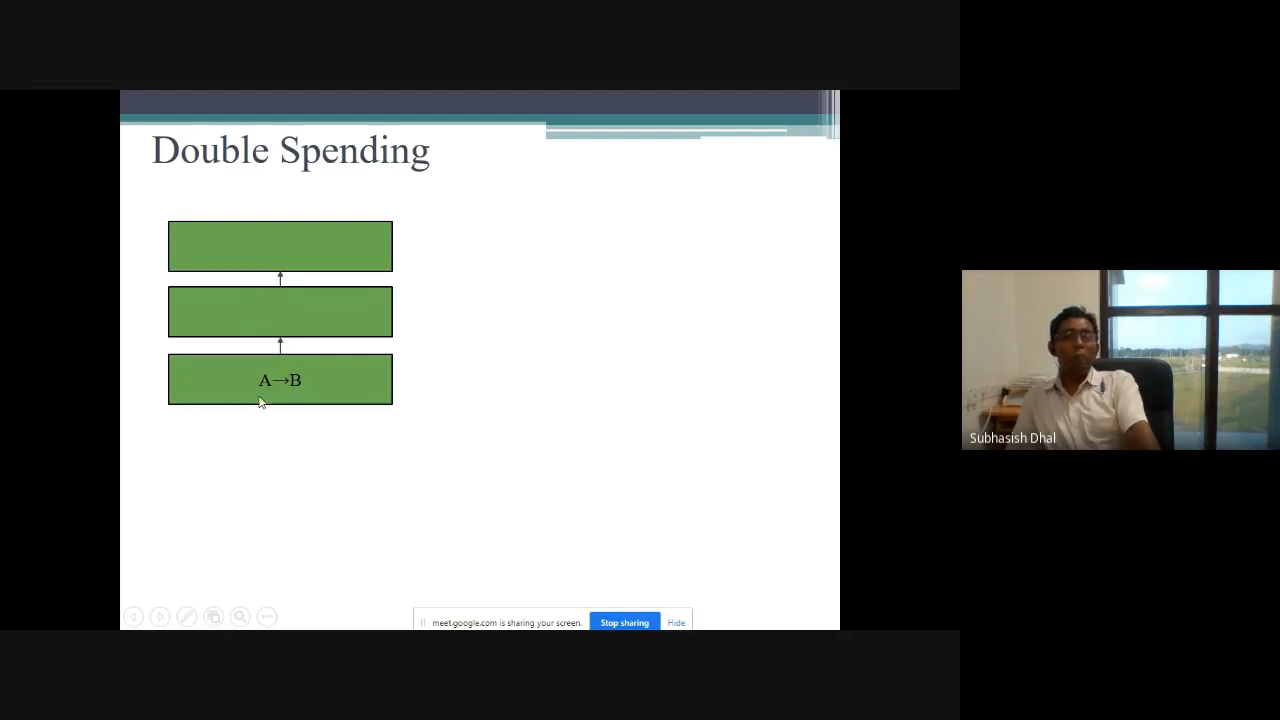 Double Spending
A→B
Subhasish Dhal
meet.google.com is sharing your screen.
Stop sharing
Hide